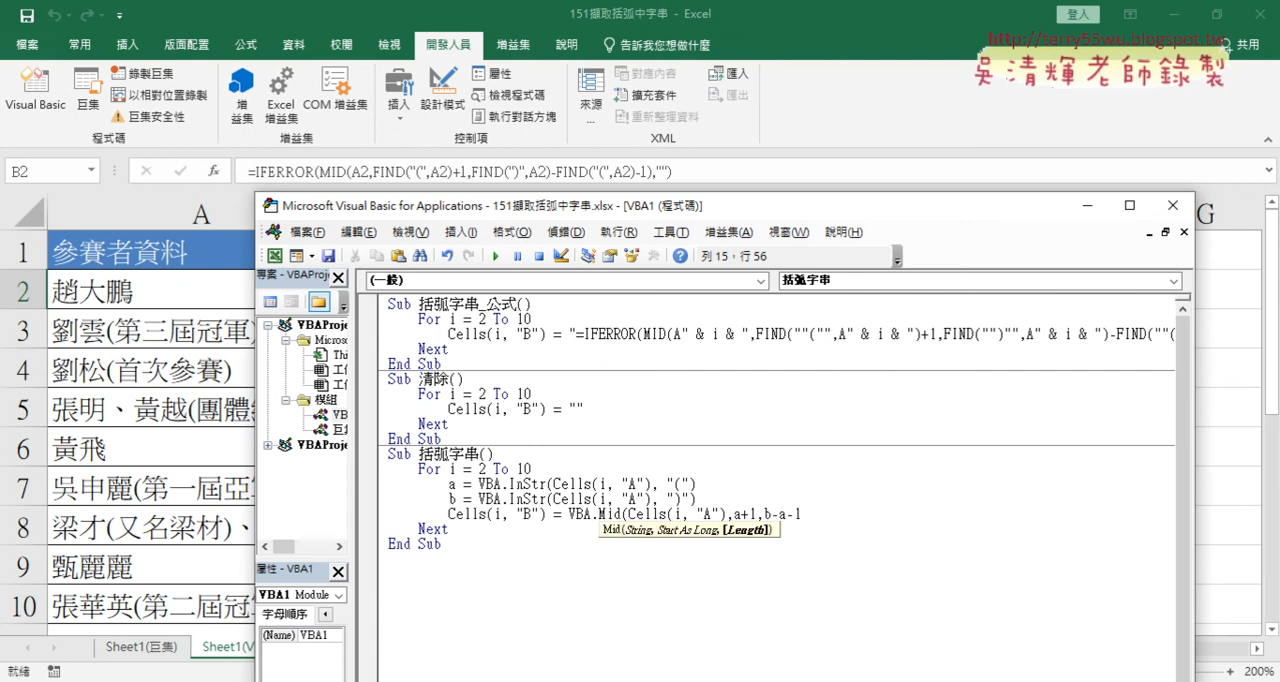 151擷取括弧中字串 - Excel
登入
檔案 常用 插入 版面配置 公式 資料 校閱 檢視 開發人員 增益集 說明 告訴我您想做什麼 共用
http://terry55wu.blogspot.tw
吳清輝老師錄製
Visual Basic 巨集 錄製巨集 以相對位置錄製 巨集安全性
程式碼
增益集 Excel 增益集 COM 增益集
增益集
插入 設計模式 屬性 檢視程式碼 執行對話方塊
控制項
來源 對應內容 擴充套件 重新整理資料 匯入 匯出
XML
B2 =IFERROR(MID(A2,FIND("(",A2)+1,FIND(")",A2)-FIND("(",A2)-1),"")
A G
1 參賽者資料
2 趙大鵬
3 劉雲(第三屆冠軍)
4 劉松(首次參賽)
5 張明、黃越(團體
6 黃飛
7 吳申麗(第一屆亞
8 梁才(又名梁材)、
9 甄麗麗
10 張華英(第二屆冠
Sheet1(巨集) Sheet1(V
就緒
200%
Microsoft Visual Basic for Applications - 151擷取括弧中字串.xlsx - [VBA1 (程式碼)]
檔案(F) 編輯(E) 檢視(V) 插入(I) 格式(O) 偵錯(D) 執行(R) 工具(T) 增益集(A) 視窗(W) 說明(H)
列 15，行 56
專案 - VBAProj
VBAProje
Micros
Thi
工
工
模組
VB
巨
VBAProje
屬性 - VBA1
VBA1 Module
字母順序
(Name) VBA1
(一般) 括弧字串
Sub 括弧字串_公式()
For i = 2 To 10
Cells(i, "B") = "=IFERROR(MID(A" & i & ",FIND(""("",A" & i & ")+1,FIND("")"",A" & i & ")-FIND(""(
Next
End Sub
Sub 清除()
For i = 2 To 10
Cells(i, "B") = ""
Next
End Sub
Sub 括弧字串()
For i = 2 To 10
a = VBA.InStr(Cells(i, "A"), "(")
b = VBA.InStr(Cells(i, "A"), ")")
Cells(i, "B") = VBA.Mid(Cells(i, "A"),a+1,b-a-1
Mid(String, Start As Long, [Length])
Next
End Sub